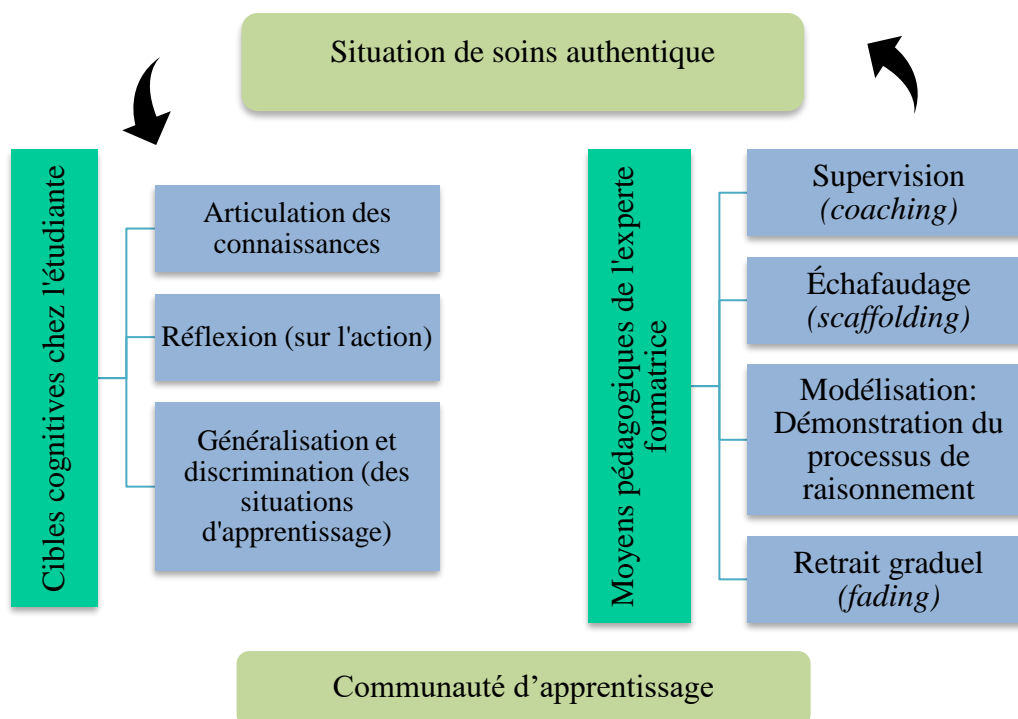 Situation de soins authentique
Cibles cognitives chez l'étudiante
Articulation des
connaissances
Réflexion (sur l'action)
Généralisation et
discrimination (des
situations
d'apprentissage)
Moyens pédagogiques de l'experte
formatrice
Supervision
(coaching)
Échafaudage
(scaffolding)
Modélisation:
Démonstration du
processus de
raisonnement
Retrait graduel
(fading)
Communauté d’apprentissage